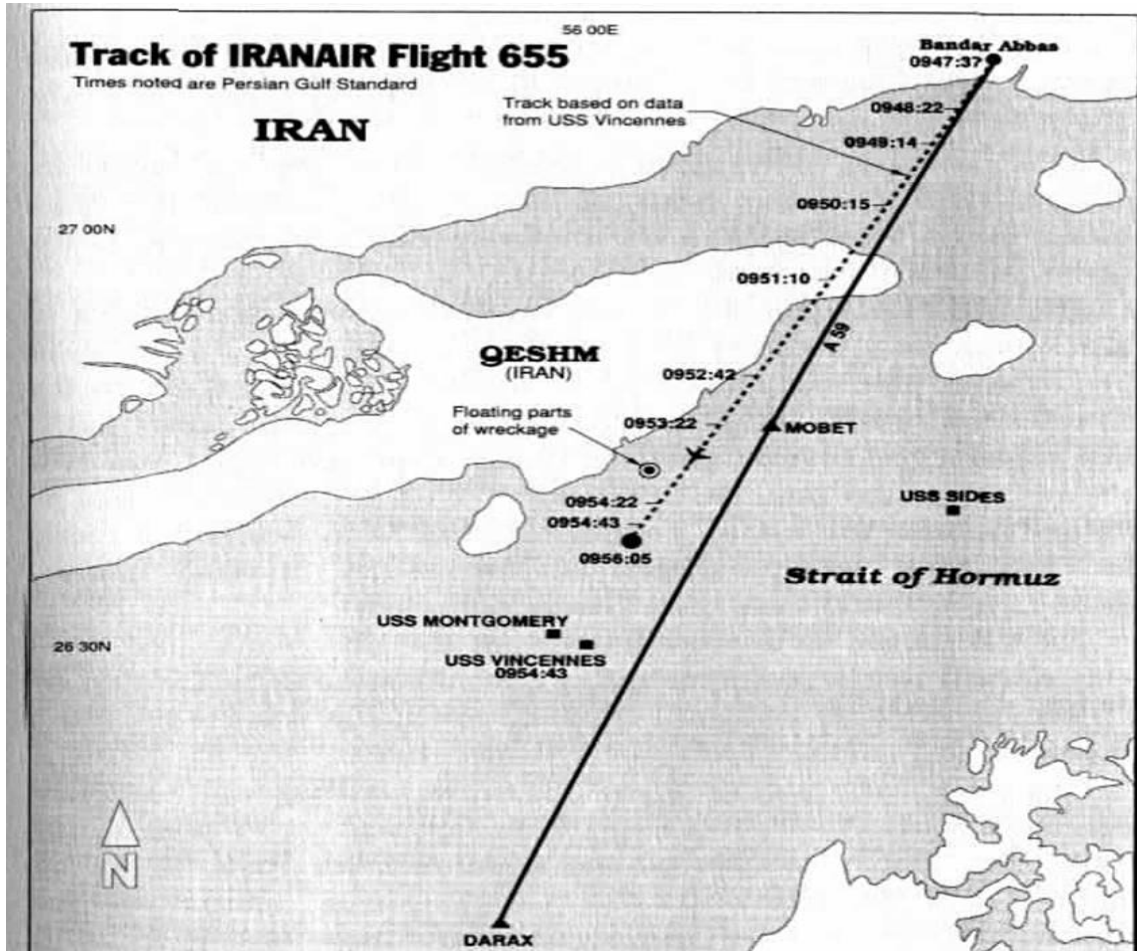 56 00E
Track of IRANAIR Flight 655
Times noted are Persian Gulf Standard
Bandar Abbas
0947:37
Track based on data
from USS Vincennes
0948:22
IRAN
0949:14
0950:15
27 00N
0951:10
A 59
QESHM
(IRAN)
0952:42
Floating parts
of wreckage
0953:22
MOBET
USS SIDES
0954:22
0954:43
0956:05
Strait of Hormuz
USS MONTGOMERY
26 30N
USS VINCENNES
0954:43
N
DARAX